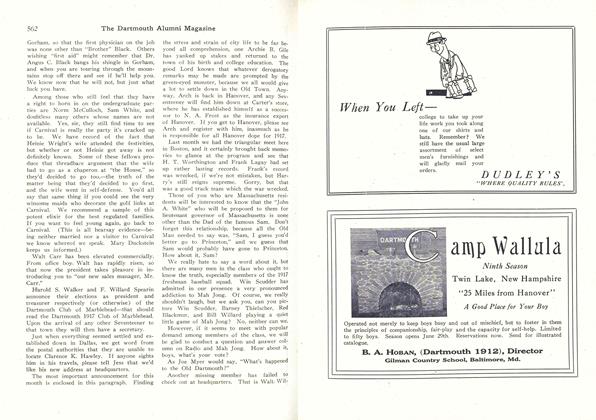 562 The Dartmouth Alumni Magazine
Gorham, so that the first physician on the job
was none other than "Brother" Black. Others
wishing "first aid" might remember that Dr.
Angus C. Black bangs his shingle in Gorham,
and when you are touring through the moun-
tains stop off there and see if he'll help you.
We know now that he will not, but just what
luck you have.
Among those who still feel that they have
a right to horn in on the undergraduate par-
ties are Norm McCulloch, Sam White, and
doubtless many others whose names are not
available. Yes, sir, they still find time to see
if Carnival is really the party it's cracked up
to be. We have record of the fact that
Heinie Wright's wife attended the festivities,
but whether or not Heinie got away is not
definitely known. Some of these fellows pro-
duce that threadbare argument that the wife
had to go as a chaperon at "the House," so
they'd decided to go too—the truth of the
matter being that they'd decided to go first,
and the wife went in self-defense. You'd all
say that same thing if you could see the very
winsome maids who decorate the golf links at
Carnival. We recommend a sample of this
potent elixir for the best regulated families.
If you want to feel young again, go back to
Carnival. (This is all hearsay evidence—be-
ing neither married nor a visitor to Carnival
we know whereof we speak. Mary Duckstein
keeps us informed.)
Walt Carr has been elevated commercially.
From office boy, Walt has rapidly risen, so
that now the president takes pleasure in in-
troducing you to "our new sales manager, Mr.
Carr."
Harold S. Walker and F. Willard Spearin
announce their elections as president and
treasurer respectively (or otherwise) of the
Dartmouth Club of Marblehead—that should
read the Dartmouth 1917 Club of Marblehead.
Upon the arrival of any other Seventeener to
that town they will then have a secretary.
Just when everything seemed settled and es-
tablished down in Dallas, we get word from
the postal authorities that they are unable to
locate Clarence K. Hawley. If anyone sights
him in his travels, please tell Jess that we'd
like his new address at headquarters.
The most important announcement for this
month is enclosed in this paragraph. Finding
the stress and strain of city life to be far be-
yond all comprehension, one Archie R. Gile
has yanked up stakes and returned to the
town of his birth and college education. The
good Lord knows that whatever derogatory
remarks may be made are prompted by the
green-eyed monster, because we all would give
a lot to settle down in the Old Town. Any-
way, Arch is back in Hanover, and any Sev-
enteener will find him down at Carter's store,
where he has established himself as a succes-
sor to N. A. Frost as the insurance expert
of Hanover. If you get to Hanover, please see
Arch and register with him, inasmuch as he
is responsible for all Hanover dope for 1917.
Last month we had the triangular meet here
in Boston, and it certainly brought back memo-
ries to glance at the program and see that
H. T. Worthington and Frank Lagay had set
up rather lasting records. Frank's record
was wrecked, if we're not mistaken, but Har-
ry's still reigns supreme. Gorry, but that
was a good track team which the war wrecked.
Those of you who are Massachusetts resi-
dents will be interested to know that the "John
A. White" who will be proposed to them for
lieutenant governor of Massachusetts is none
other than the Dad of the famous Sam. Don't
forget this relationship, because all the Old
Man needed to say was, "Sam, I guess you'd
better go to Princeton," and we guess that
Sam would probably have gone to Princeton.
How about it, Sam?
We really hate to say a word about it, but
there are many men in the class who ought to
know the truth, especially members of the 1917
freshman baseball squad. Win Scudder has
admitted in our presence a very pronounced
addiction to Mah Jong. Of course, we really
shouldn't laugh, but we ask you, can you pic-
ture Win Scudder, Barney Thielscher, Bud
Blackmur, and Bill Willard playing a quiet
little game of Mah Jong? No, neither can we.
However, if it seems to meet with popular
demand among members of the class, we will
be glad to conduct a question and answer col-
umn on Radio and Mah Jong. How about it,
boys, what's your vote?
As Joe Myer would say, "What's happened
to the Old Dartmouth?"
Another missing member has failed to
check out at headquarters. That is Walt. Wil-
When You Left—
college to take up your
life work you took along
one of our shirts and
hats. Remember? We
still have the usual large
assortment of select
men's furnishings and
will gladly mail your
orders.
DUDLEY'S
"WHERE QUALITY RULES".
DARTMOUTH
Camp Wallula
Ninth Season
Twin Lake, New Hampshire
"25 Miles from Hanover"
A Good Place for Your Boy
Operated not merely to keep boys busy and out of mischief, but to foster in them
the principles of companionship, fair-play and the capacity for self-help. Limited
to fifty boys. Season opens June 29th. Reservations now. Send for illustrated
catalogue.
B. A. HOBAN, (Dartmouth 1912), Director
Gilman Country School, Baltimore, Md.